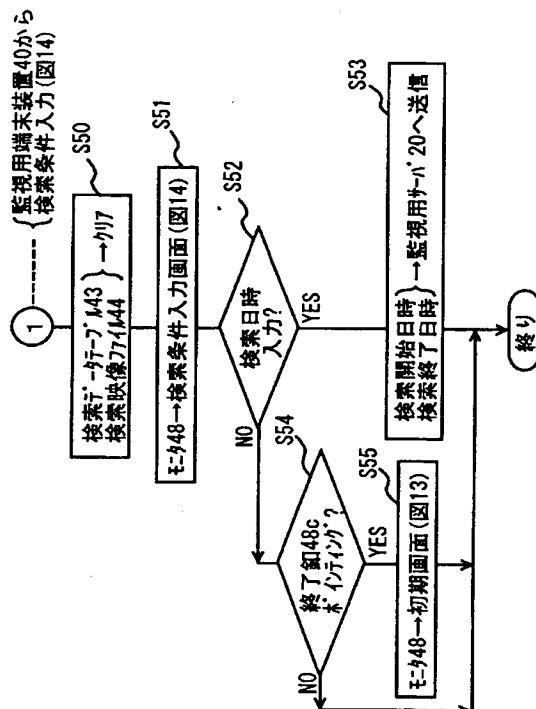 1
監視用端末装置40から
検索条件入力(図14)
S50
検索データテーブル43
検索映像ファイル44
→クリア
S51
モニタ48→検索条件入力画面(図14)
S52
検索日時
入力?
YES
NO
S53
検索開始日時
検索終了日時
→監視用サーバ20へ送信
S54
終了釦48c
ポインティング?
YES
NO
S55
モニタ48→初期画面(図13)
終り